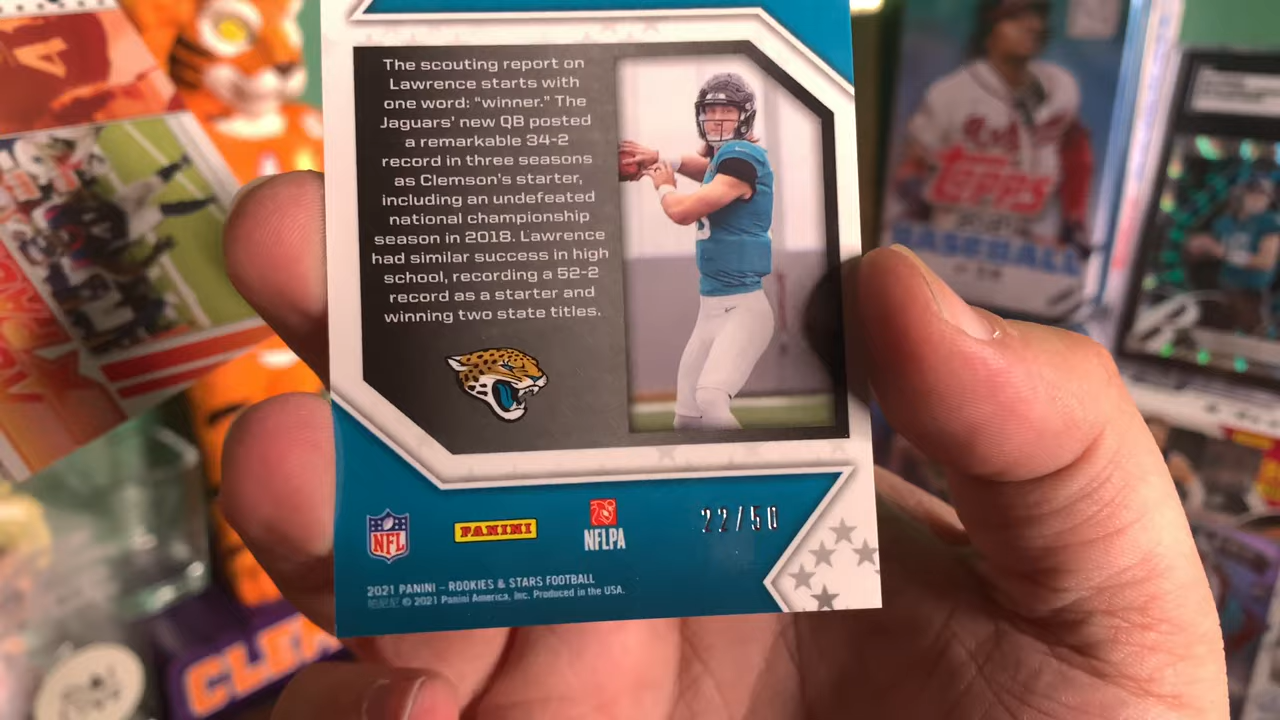 The scouting report on
Lawrence starts with
one word: “winner.” The
Jaguars’ new QB posted
a remarkable 34-2
record in three seasons
as Clemson’s starter,
including an undefeated
national championship
season in 2018. Lawrence
had similar success in high
school, recording a 52-2
record as a starter and
winning two state titles.
NFL
PANINI
NFLPA
22/50
2021 PANINI – ROOKIES & STARS FOOTBALL
© 2021 Panini America, Inc. Produced in the USA.
TOPPS
BASEBALL
CLEM